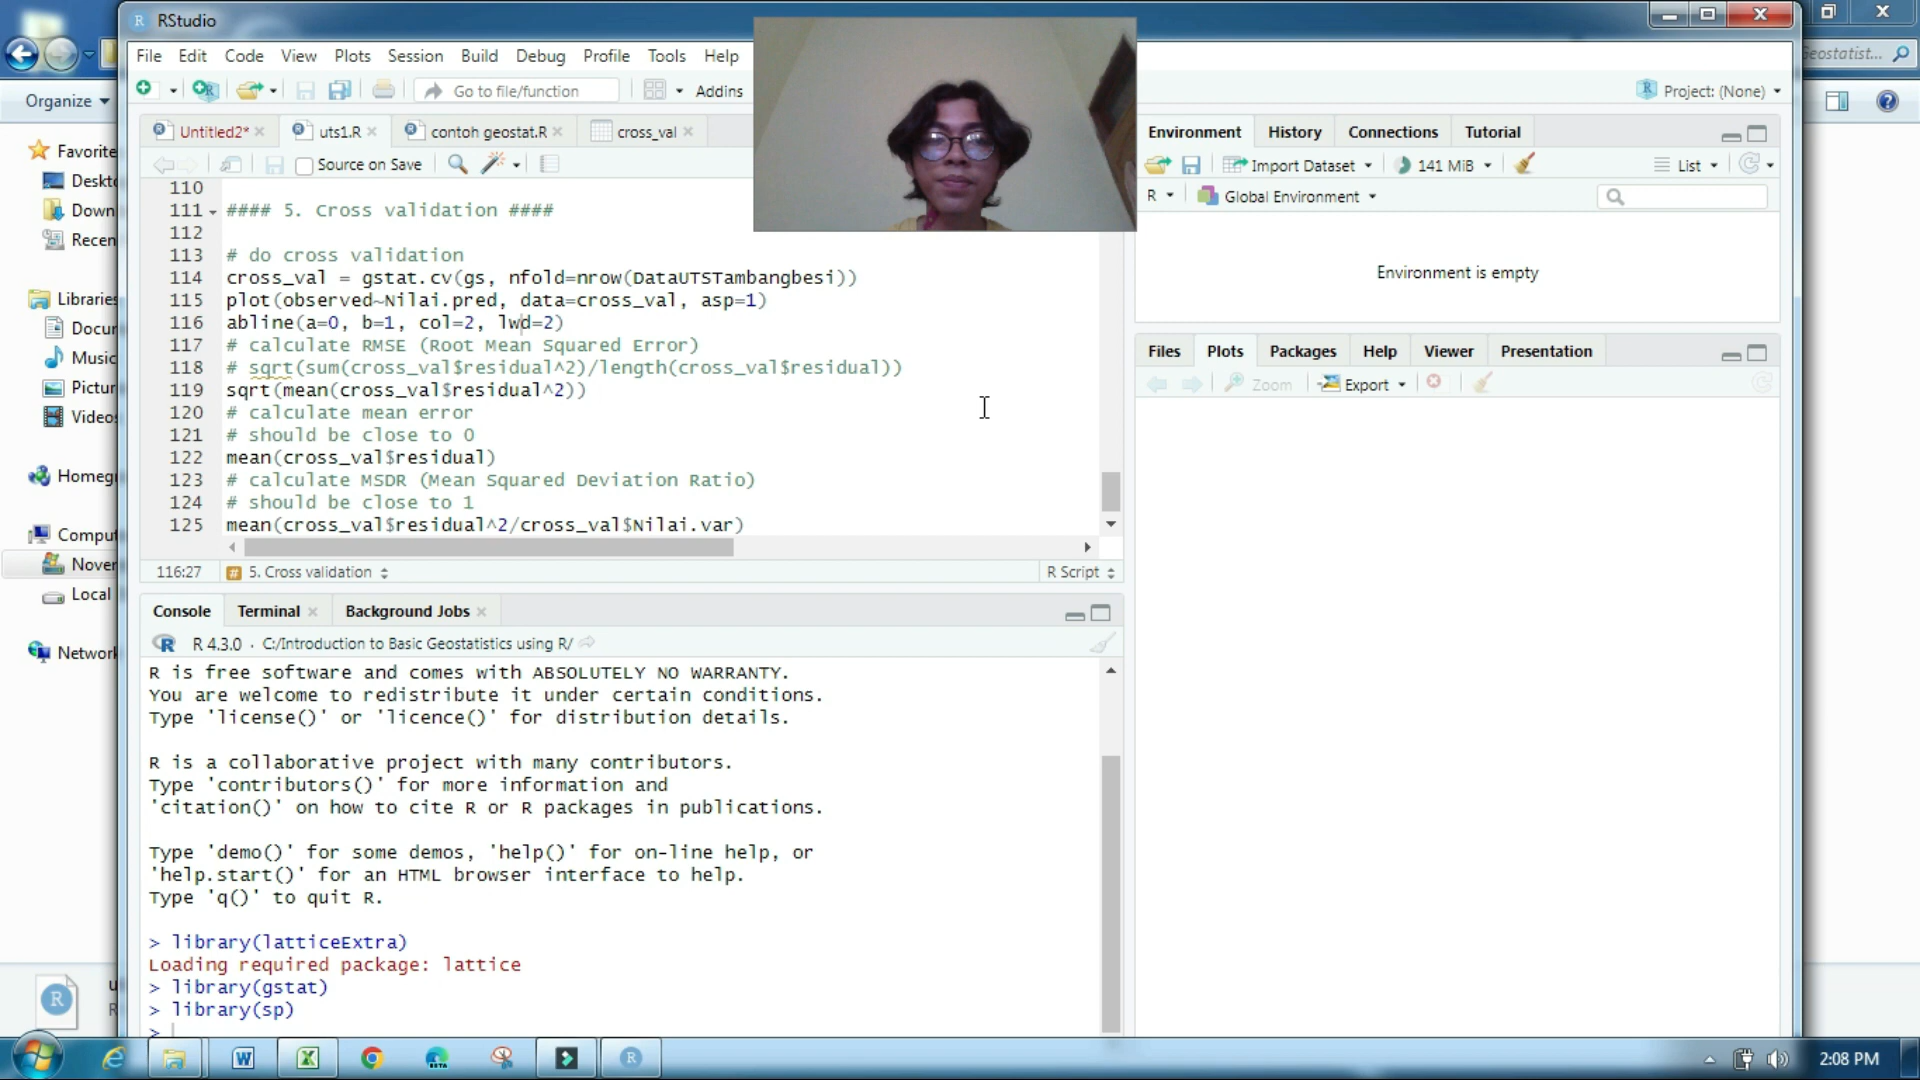 RStudio
File Edit Code View Plots Session Build Debug Profile Tools Help
Go to file/function Addins
Project: (None)
Organize
Geostatist...
Untitled2* uts1.R contoh geostat.R cross_val
Source on Save
110
111 #### 5. Cross validation ####
112
113 # do cross validation
114 cross_val = gstat.cv(gs, nfold=nrow(DataUTSTambangbesi))
115 plot(observed~Nilai.pred, data=cross_val, asp=1)
116 abline(a=0, b=1, col=2, lwd=2)
117 # calculate RMSE (Root Mean Squared Error)
118 # sqrt(sum(cross_val$residual^2)/length(cross_val$residual))
119 sqrt(mean(cross_val$residual^2))
120 # calculate mean error
121 # should be close to 0
122 mean(cross_val$residual)
123 # calculate MSDR (Mean Squared Deviation Ratio)
124 # should be close to 1
125 mean(cross_val$residual^2/cross_val$Nilai.var)
116:27 # 5. Cross validation R Script
Console Terminal Background Jobs
R 4.3.0 · C:/Introduction to Basic Geostatistics using R/
R is free software and comes with ABSOLUTELY NO WARRANTY.
You are welcome to redistribute it under certain conditions.
Type 'license()' or 'licence()' for distribution details.
R is a collaborative project with many contributors.
Type 'contributors()' for more information and
'citation()' on how to cite R or R packages in publications.
Type 'demo()' for some demos, 'help()' for on-line help, or
'help.start()' for an HTML browser interface to help.
Type 'q()' to quit R.
> library(latticeExtra)
Loading required package: lattice
> library(gstat)
> library(sp)
>
Environment History Connections Tutorial
Import Dataset 141 MiB List
R Global Environment
Environment is empty
Files Plots Packages Help Viewer Presentation
Zoom Export
Favorite
Deskto
Down
Recen
Libraries
Docu
Music
Pictur
Videos
Homeg
Comput
Nover
Local
Network
u
R
2:08 PM